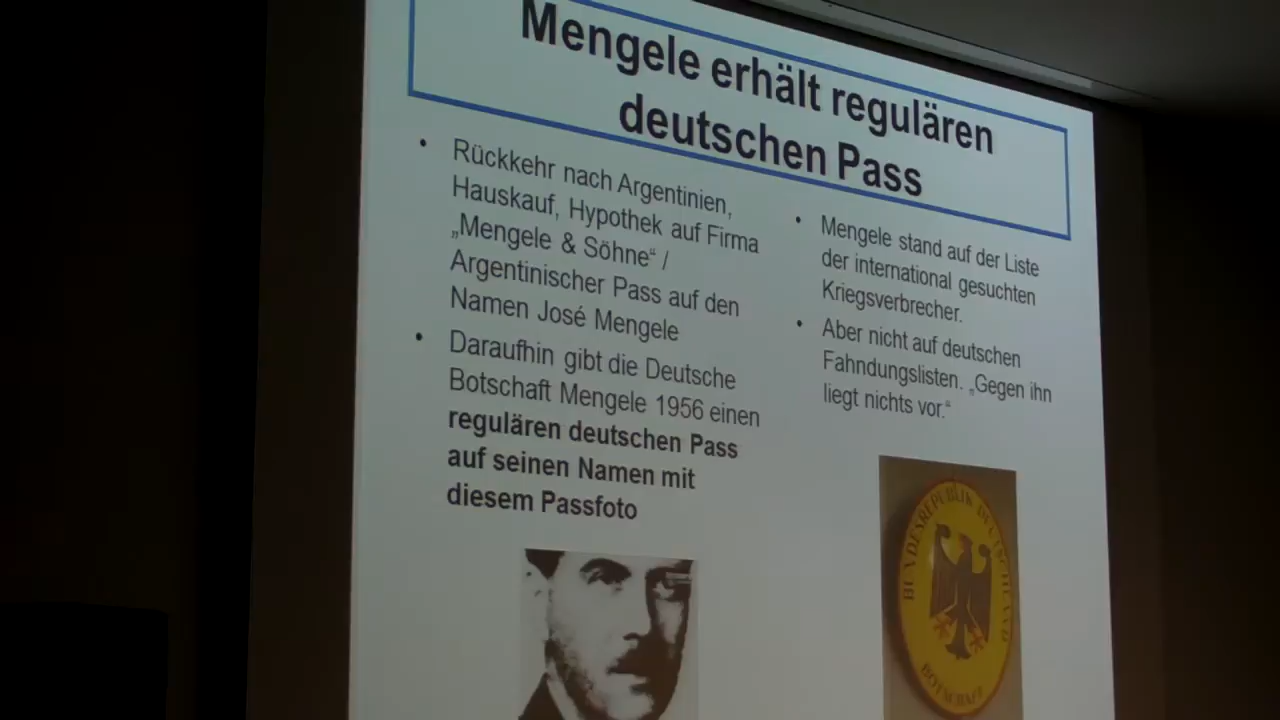 Mengele erhält regulären
deutschen Pass
• Rückkehr nach Argentinien,
Hauskauf, Hypothek auf Firma
„Mengele & Söhne“ /
Argentinischer Pass auf den
Namen José Mengele
• Daraufhin gibt die Deutsche
Botschaft Mengele 1956 einen
regulären deutschen Pass
auf seinen Namen mit
diesem Passfoto
• Mengele stand auf der Liste
der international gesuchten
Kriegsverbrecher.
• Aber nicht auf deutschen
Fahndungslisten. „Gegen ihn
liegt nichts vor.“
BUNDESREPUBLIK DEUTSCHLAND
BOTSCHAFT